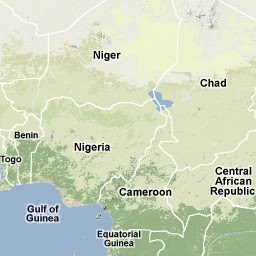 Niger
Chad
Benin
Nigeria
Togo
Central
African
Republic
Cameroon
Gulf of
Guinea
Equatorial
Guinea